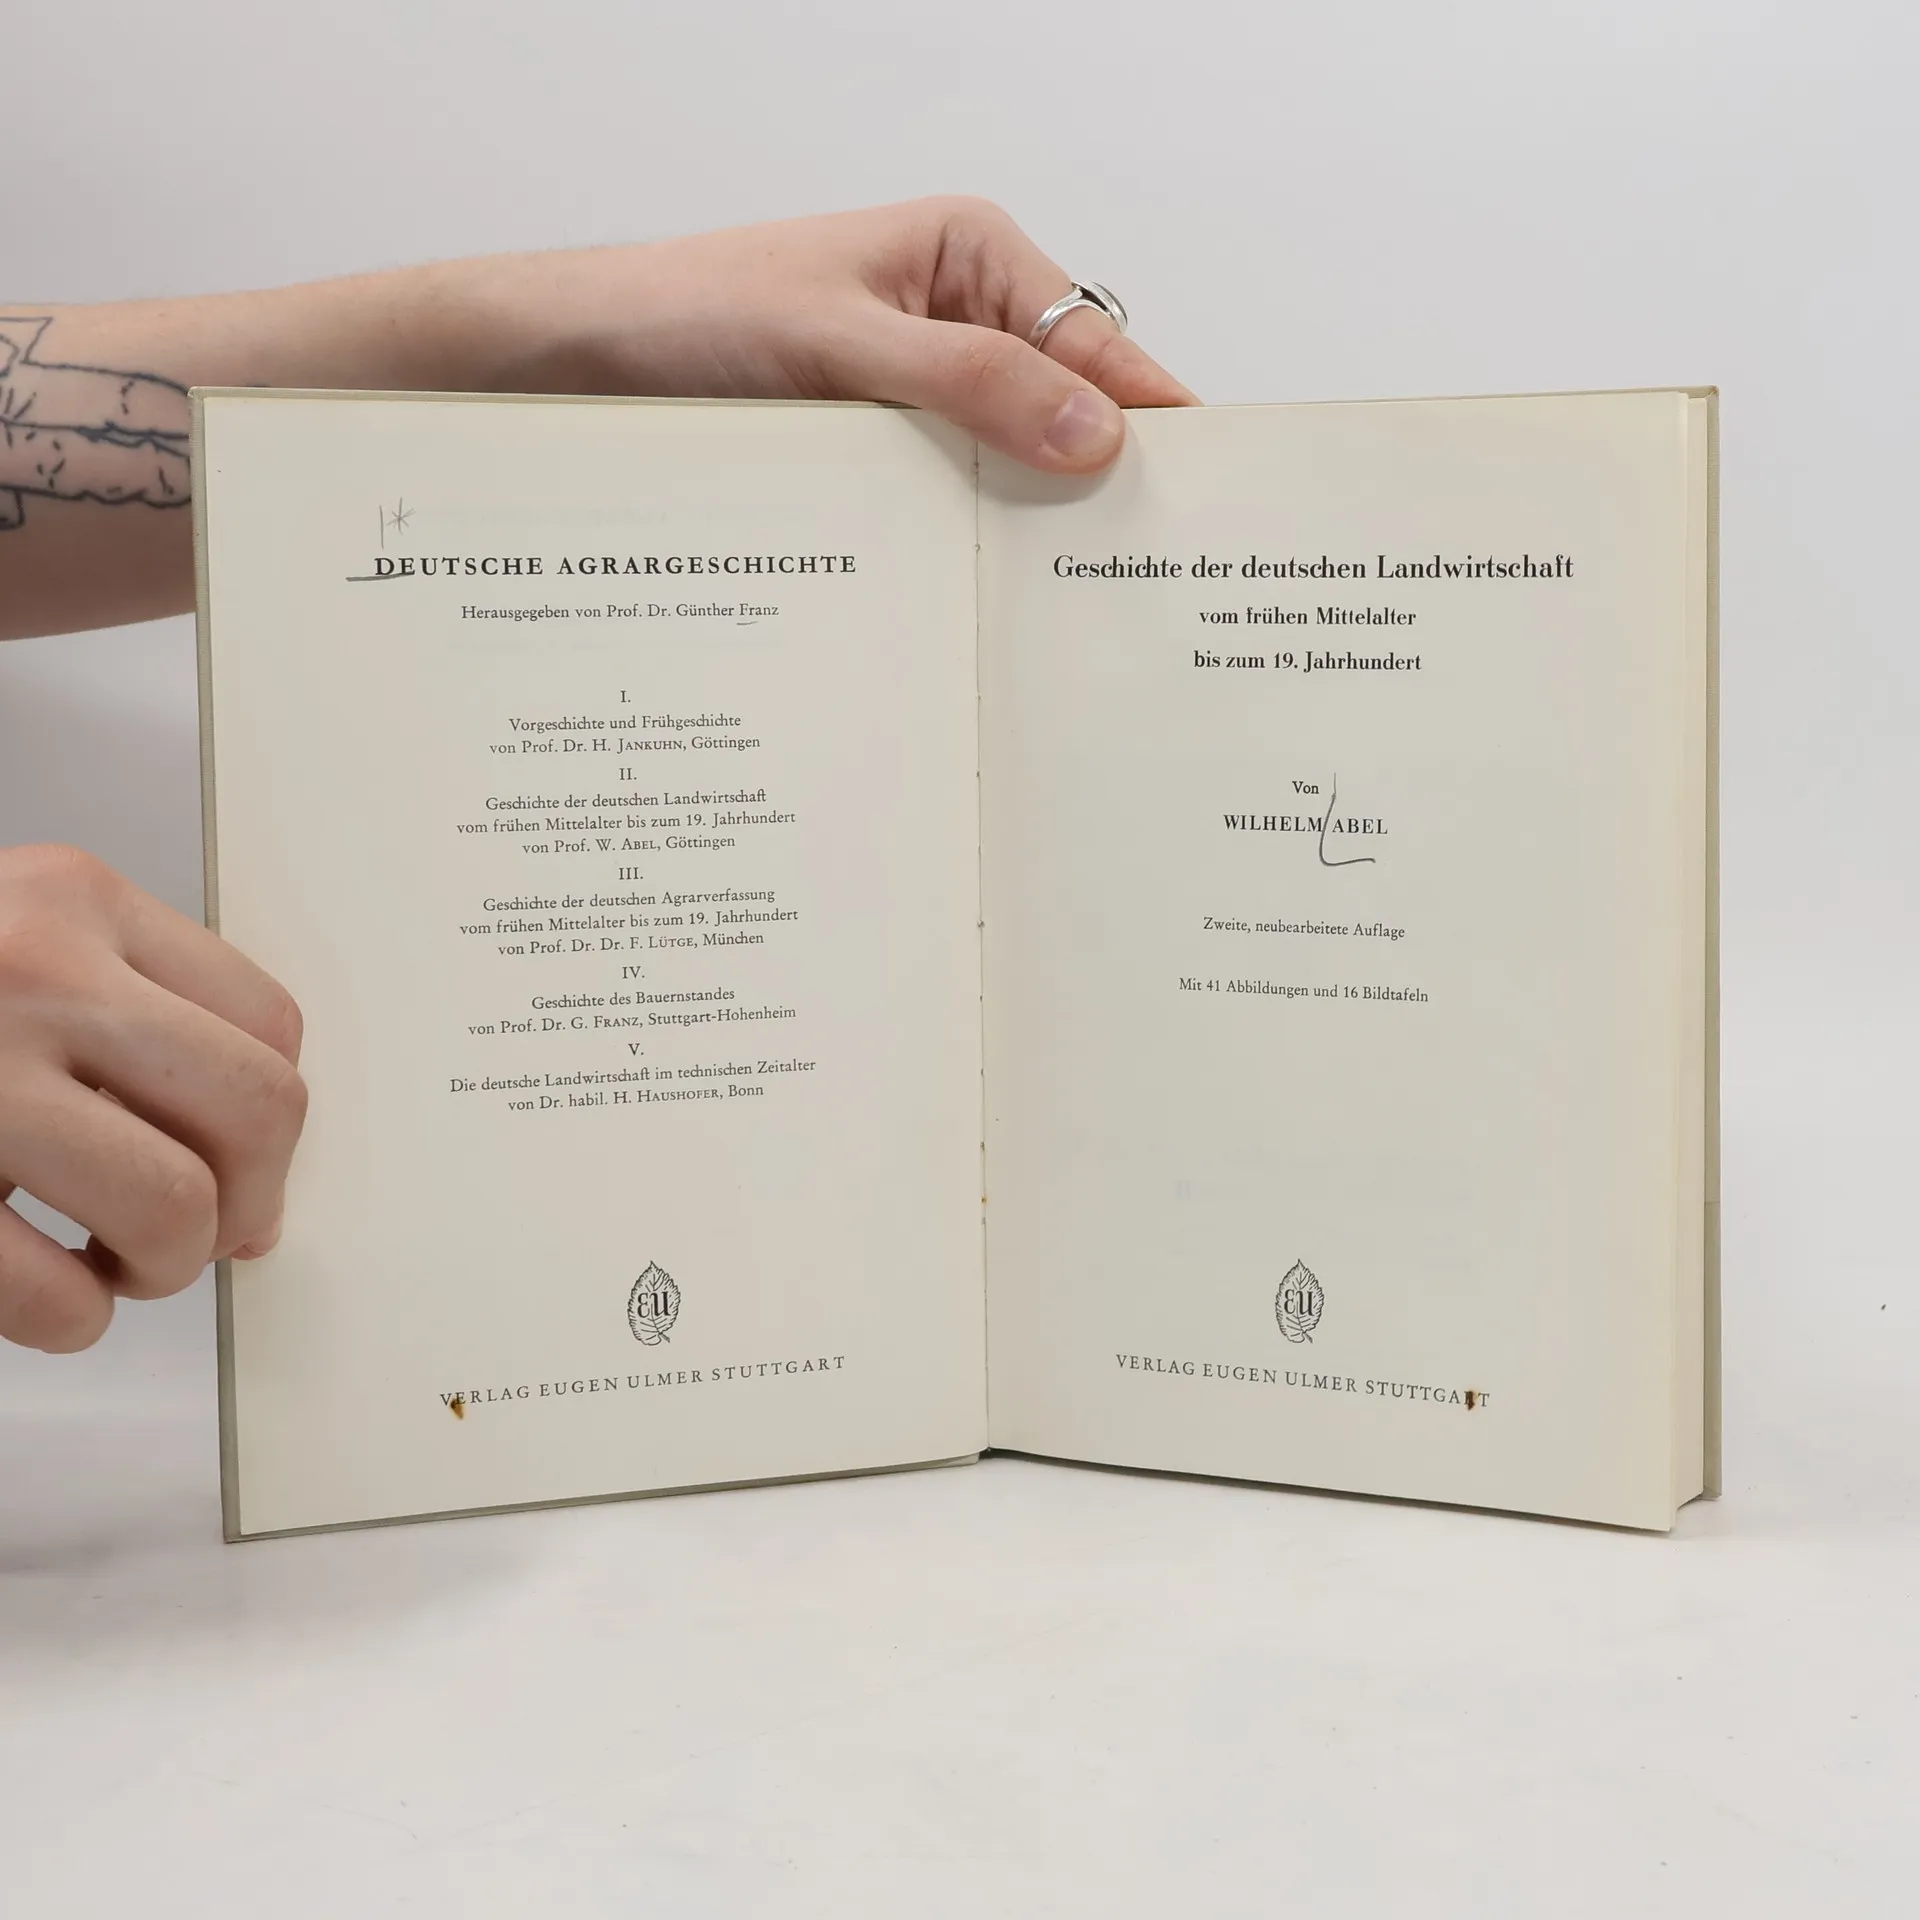 DEUTSCHE AGRARGESCHICHTE
Herausgegeben von Prof. Dr. Günther Franz
I.
Vorgeschichte und Frühgeschichte
von Prof. Dr. H. JANKUHN, Göttingen
II.
Geschichte der deutschen Landwirtschaft
vom frühen Mittelalter bis zum 19. Jahrhundert
von Prof. W. ABEL, Göttingen
III.
Geschichte der deutschen Agrarverfassung
vom frühen Mittelalter bis zum 19. Jahrhundert
von Prof. Dr. Dr. F. LÜTGE, München
IV.
Geschichte des Bauernstandes
von Prof. Dr. G. FRANZ, Stuttgart-Hohenheim
V.
Die deutsche Landwirtschaft im technischen Zeitalter
von Dr. habil. H. HAUSHOFER, Bonn
EU
VERLAG EUGEN ULMER STUTTGART
Geschichte der deutschen Landwirtschaft
vom frühen Mittelalter
bis zum 19. Jahrhundert
Von
WILHELM ABEL
Zweite, neubearbeitete Auflage
Mit 41 Abbildungen und 16 Bildtafeln
EU
VERLAG EUGEN ULMER STUTTGART